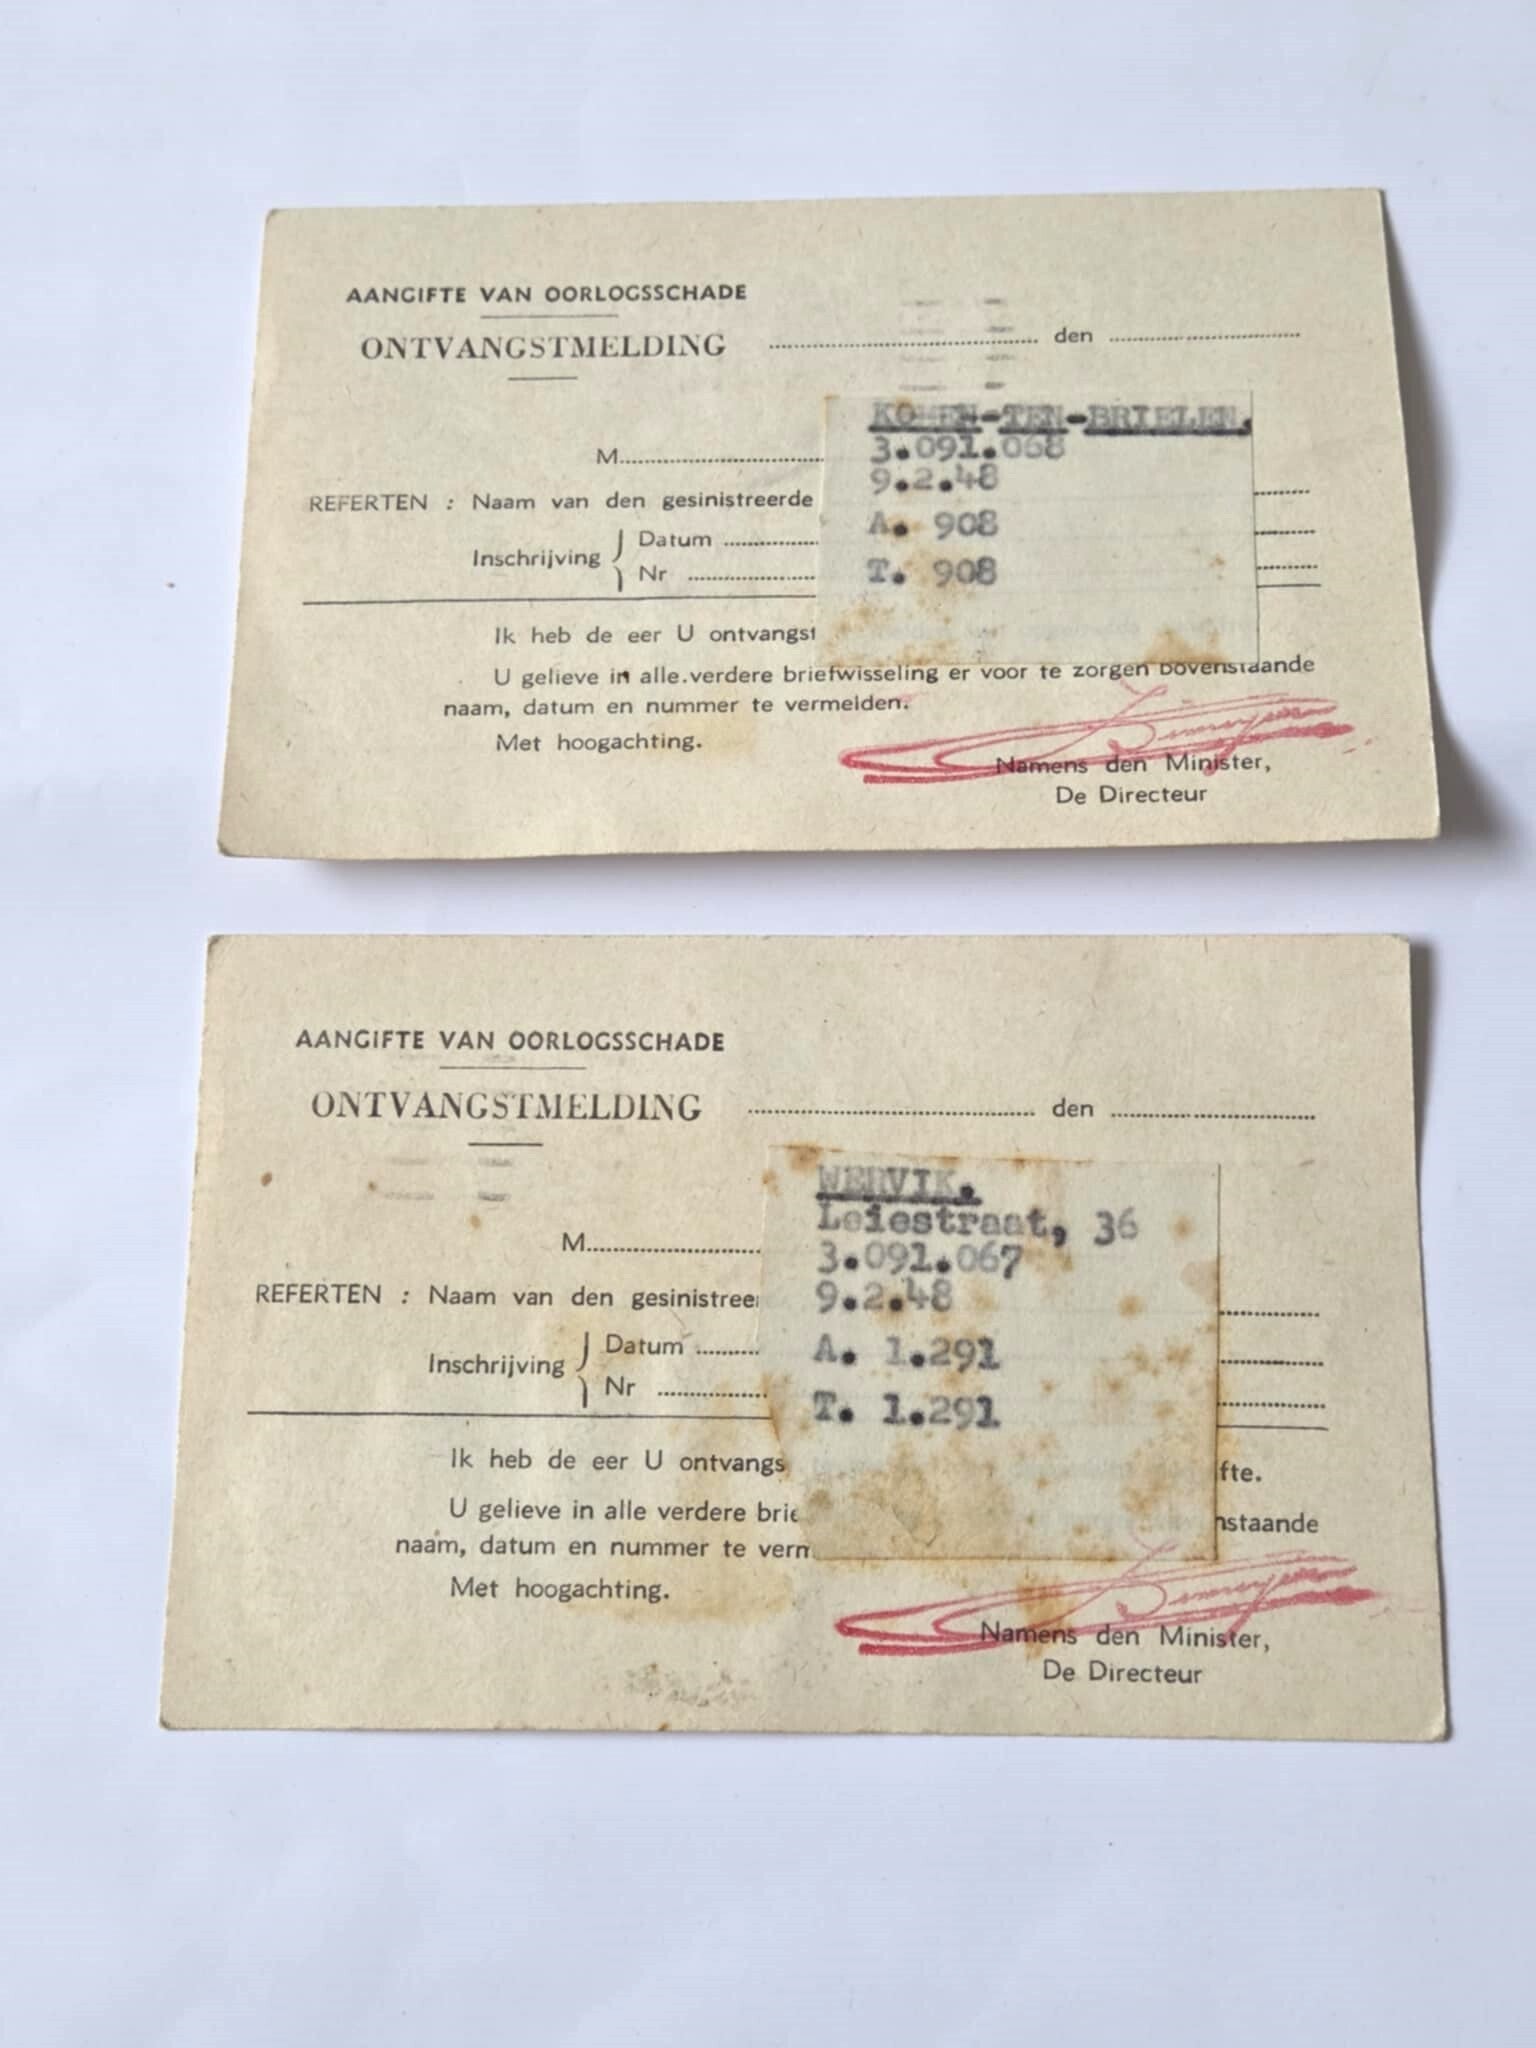 AANGIFTE VAN OORLOGSSCHADE
ONTVANGSTMELDING den
KOMEN-TEN-BRIELEN.
3.091.068
9.2.48
A. 908
T. 908
M
REFERTEN : Naam van den gesinistreerde
Inschrijving Datum
Nr
Ik heb de eer U ontvangst
U gelieve in alle verdere briefwisseling er voor te zorgen bovenstaande
naam, datum en nummer te vermelden.
Met hoogachting.
Namens den Minister,
De Directeur
AANGIFTE VAN OORLOGSSCHADE
ONTVANGSTMELDING den
WERVIK.
Leiestraat, 36
3.091.067
9.2.48
A. 1.291
T. 1.291
M
REFERTEN : Naam van den gesinistree
Inschrijving Datum
Nr
Ik heb de eer U ontvangs fte.
U gelieve in alle verdere brie nstaande
naam, datum en nummer te verm
Met hoogachting.
Namens den Minister,
De Directeur